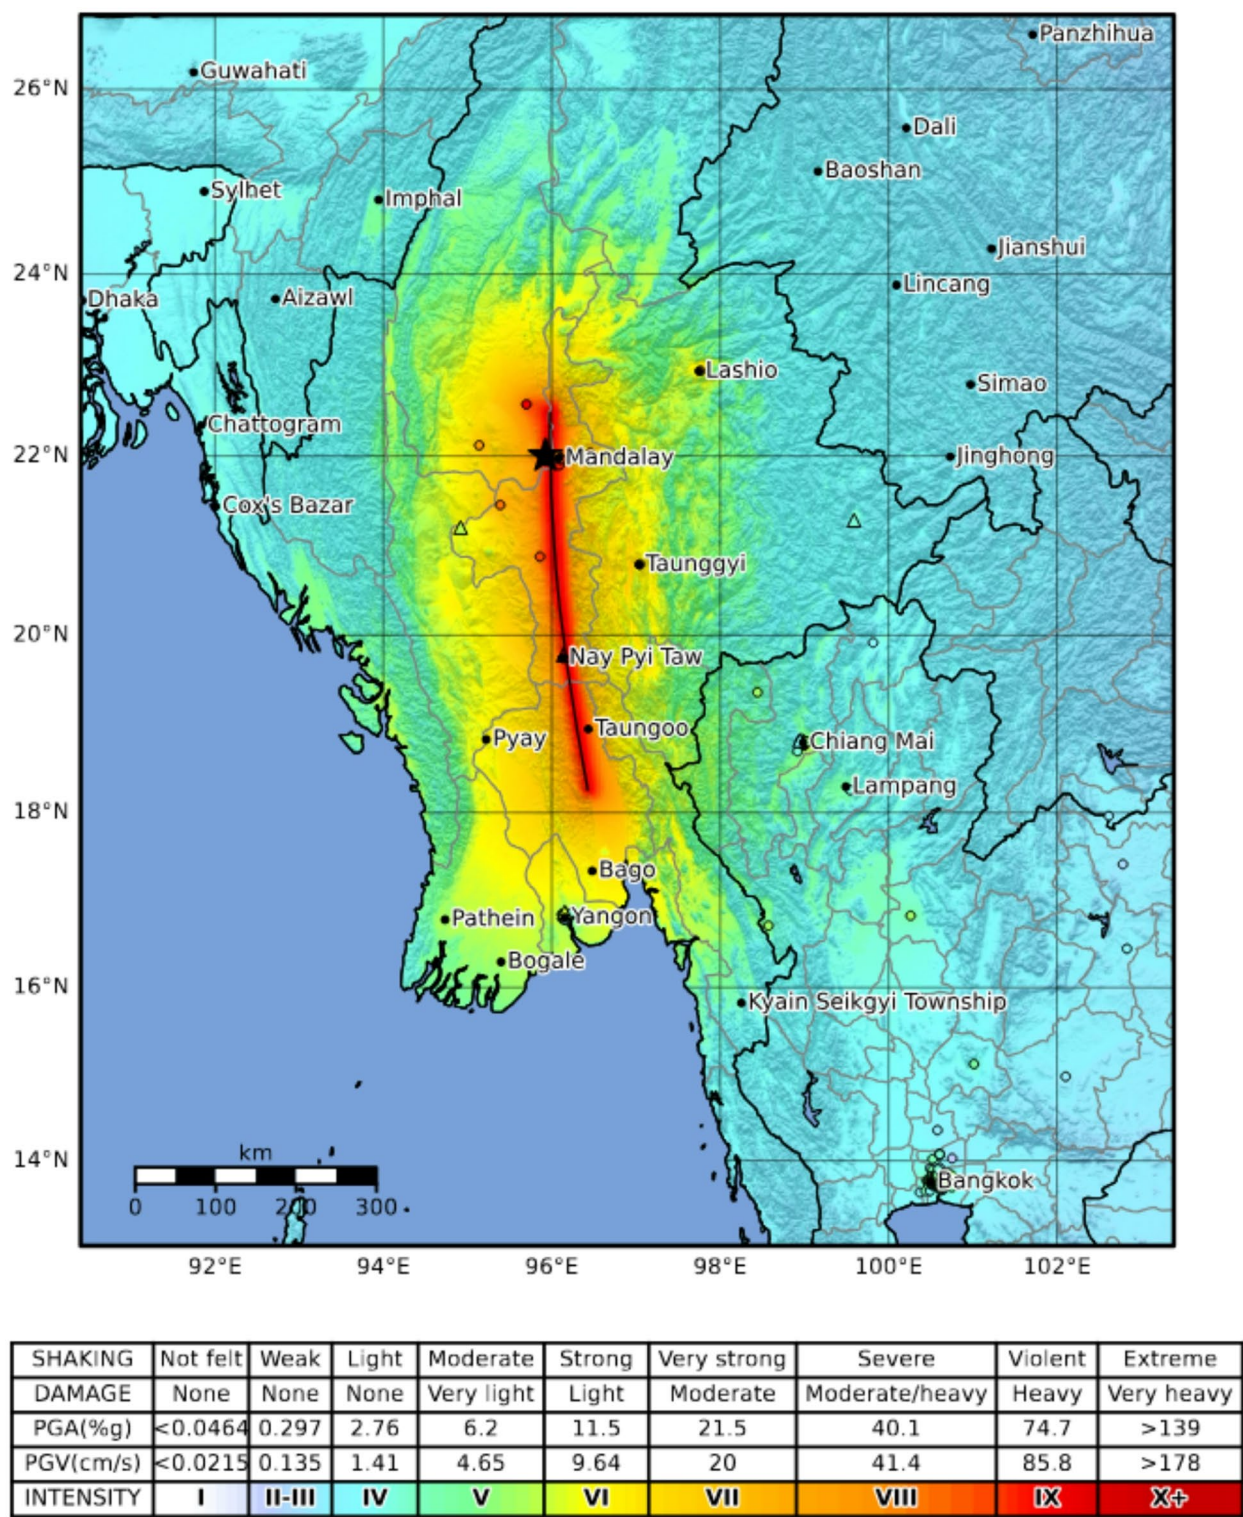 Panzhihua
Guwahati
26°N
Dali
Baoshan
Sylhet
Imphal
Jianshui
24°N
Lincang
Dhaka
Aizawl
Lashio
Simao
Chattogram
22°N
Mandalay
Jinghong
Cox's Bazar
Taunggyi
20°N
Nay Pyi Taw
Taungoo
Pyay
Chiang Mai
Lampang
18°N
Bago
Pathein
Yangon
Bogale
16°N
Kyain Seikgyi Township
km
14°N
Bangkok
0 100 200 300
92°E 94°E 96°E 98°E 100°E 102°E
SHAKING Not felt Weak Light Moderate Strong Very strong Severe Violent Extreme
DAMAGE None None None Very light Light Moderate Moderate/heavy Heavy Very heavy
PGA(%g) <0.0464 0.297 2.76 6.2 11.5 21.5 40.1 74.7 >139
PGV(cm/s) <0.0215 0.135 1.41 4.65 9.64 20 41.4 85.8 >178
INTENSITY I II-III IV V VI VII VIII IX X+